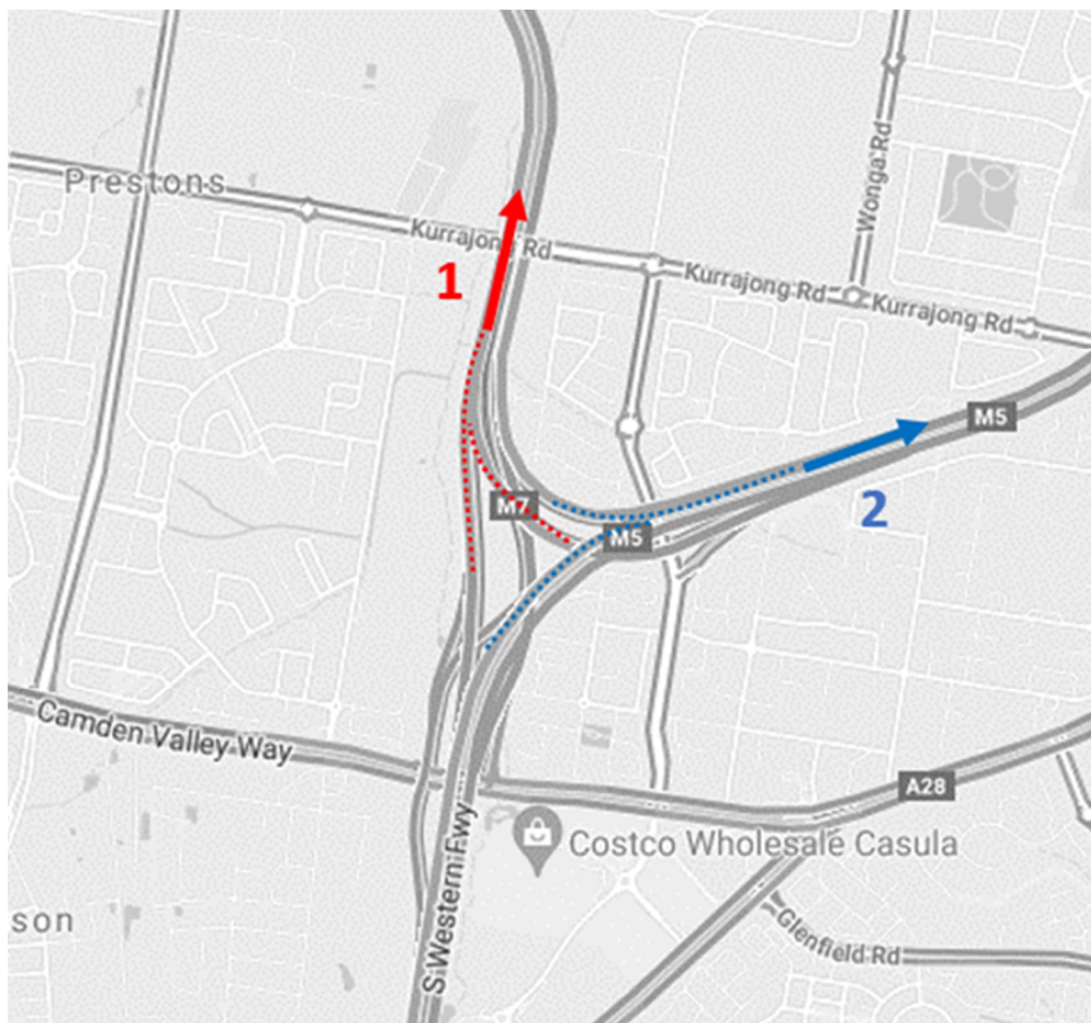 Wonga Rd
Prestons
Kurrajong Rd
Kurrajong Rd
Kurrajong Rd
1
M5
2
M7
M5
Camden Valley Way
A28
S Western Fwy
Costco Wholesale Casula
son
Glenfield Rd